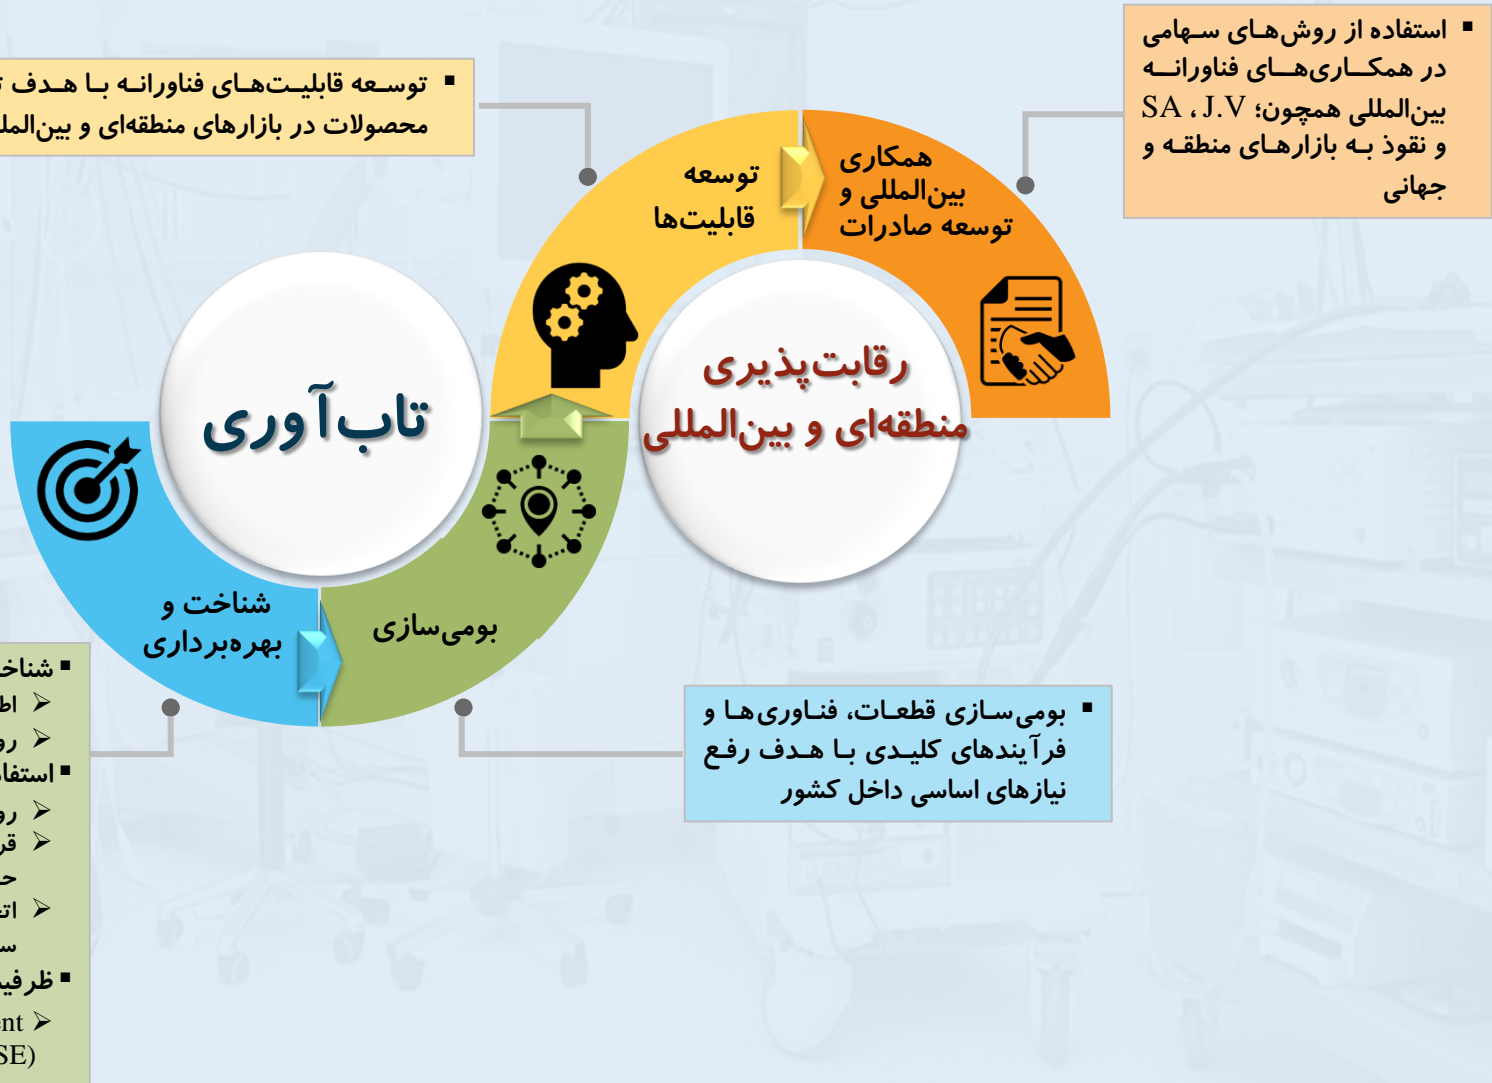 استفاده از روش‌های سهامی
در همکاری‌های فناورانه
بین‌المللی همچون؛ J.V ، SA
و نقوذ به بازارهای منطقه و
جهانی
توسعه قابلیت‌های فناورانه با هدف
محصولات در بازارهای منطقه‌ای و
همکاری
بین‌المللی و
توسعه صادرات
توسعه
قابلیت‌ها
رقابت‌پذیری
منطقه‌ای و بین‌المللی
تاب‌آوری
شناخت و
بهره‌برداری
بومی‌سازی
بومی‌سازی قطعات، فناوری‌ها و
فرآیندهای کلیدی با هدف رفع
نیازهای اساسی داخل کشور
SE)